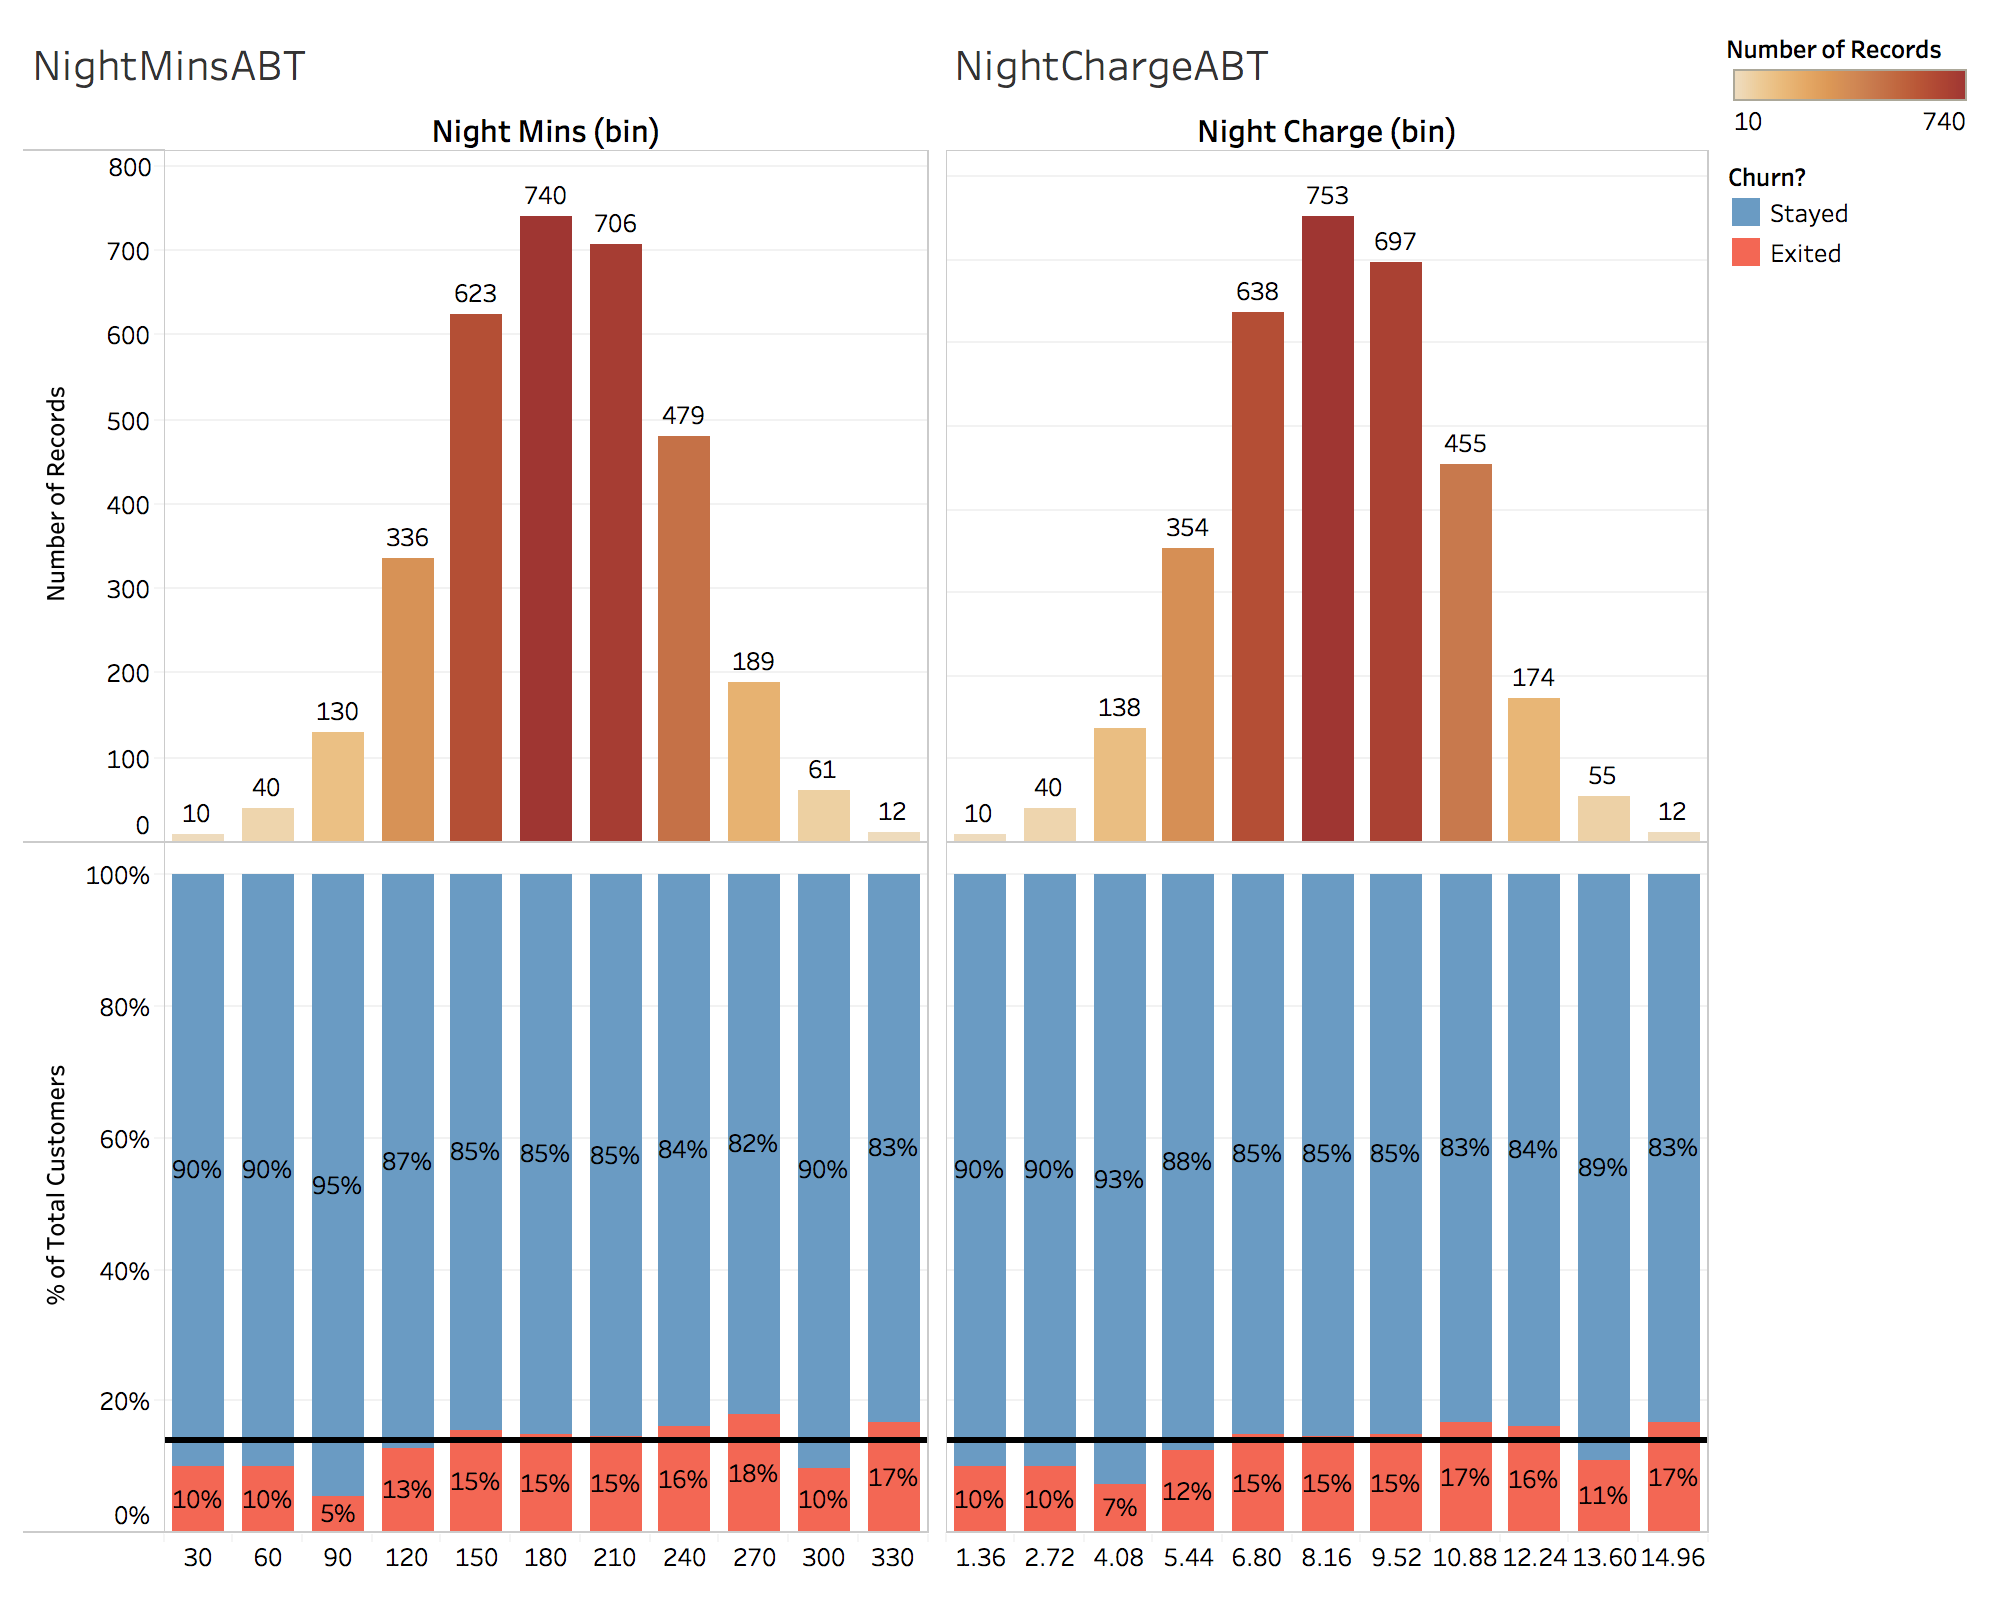 NightMinsABT
NightChargeABT
Number of Records
10 740
Churn?
Stayed
Exited
Night Mins (bin)
Night Charge (bin)
Number of Records
800
700
600
500
400
300
200
100
0
10 40 130 336 623 740 706 479 189 61 12
10 40 138 354 638 753 697 455 174 55 12
% of Total Customers
100%
80%
60%
40%
20%
0%
90% 90% 95% 87% 85% 85% 85% 84% 82% 90% 83%
90% 90% 93% 88% 85% 85% 85% 83% 84% 89% 83%
10% 10% 5% 13% 15% 15% 15% 16% 18% 10% 17%
10% 10% 7% 12% 15% 15% 15% 17% 16% 11% 17%
30 60 90 120 150 180 210 240 270 300 330
1.36 2.72 4.08 5.44 6.80 8.16 9.52 10.88 12.24 13.60 14.96